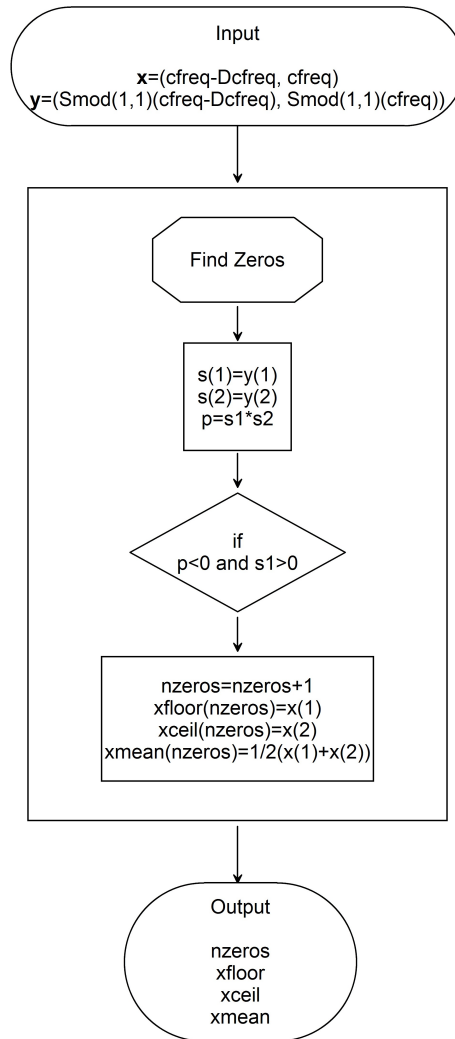 Input
x=(cfreq-Dcfreq, cfreq)
y=(Smod(1,1)(cfreq-Dcfreq), Smod(1,1)(cfreq))
Find Zeros
s(1)=y(1)
s(2)=y(2)
p=s1*s2
if
p<0 and s1>0
nzeros=nzeros+1
xfloor(nzeros)=x(1)
xceil(nzeros)=x(2)
xmean(nzeros)=1/2(x(1)+x(2))
Output
nzeros
xfloor
xceil
xmean